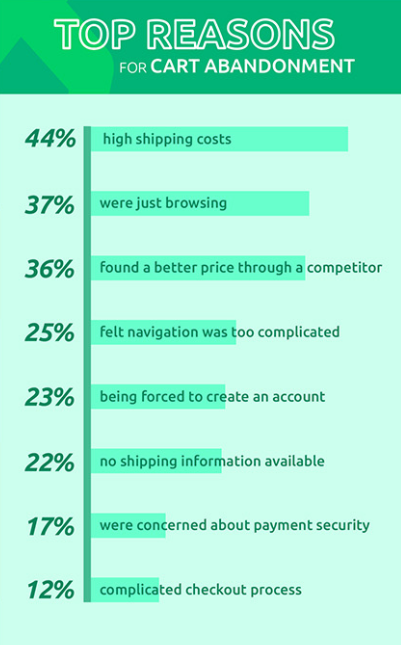 TOP REASONS
FOR CART ABANDONMENT
44% high shipping costs
37% were just browsing
36% found a better price through a competitor
25% felt navigation was too complicated
23% being forced to create an account
22% no shipping information available
17% were concerned about payment security
12% complicated checkout process